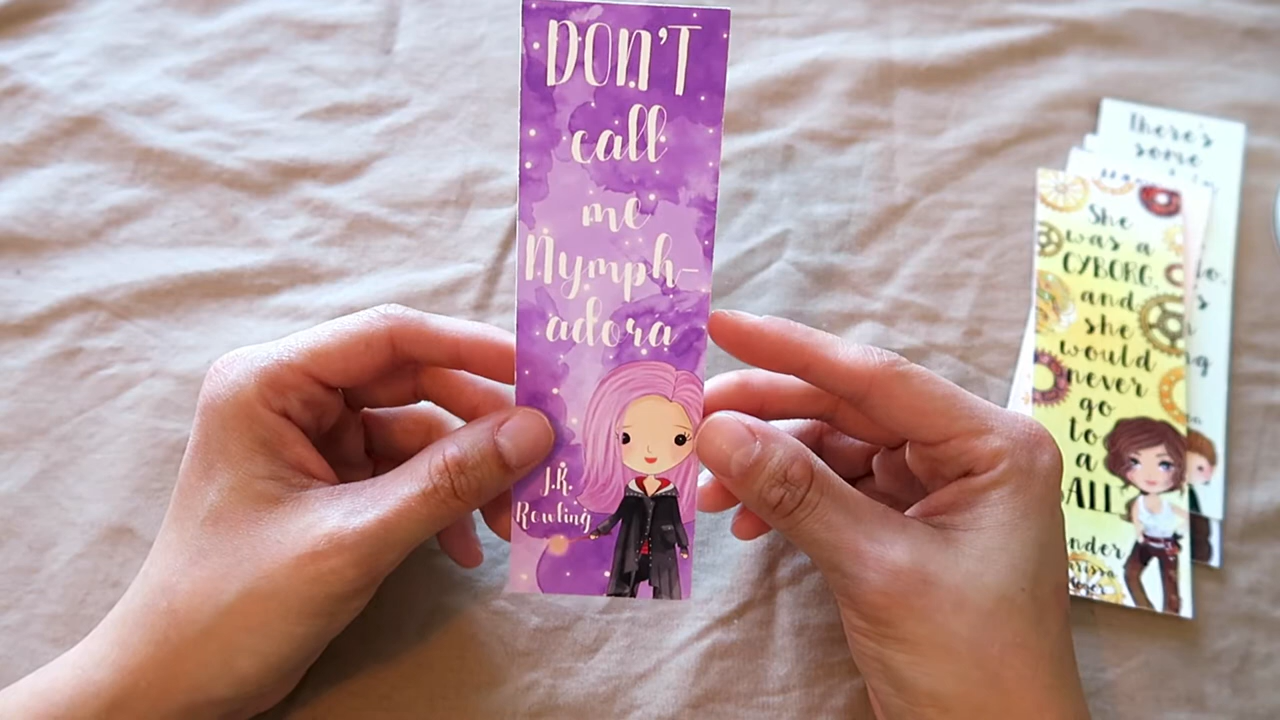 DON'T
call
me
Nymph-
adora
J.K.
Rowling
There's
some
She
was a
CYBORG,
and
she
would
never
go
to
a